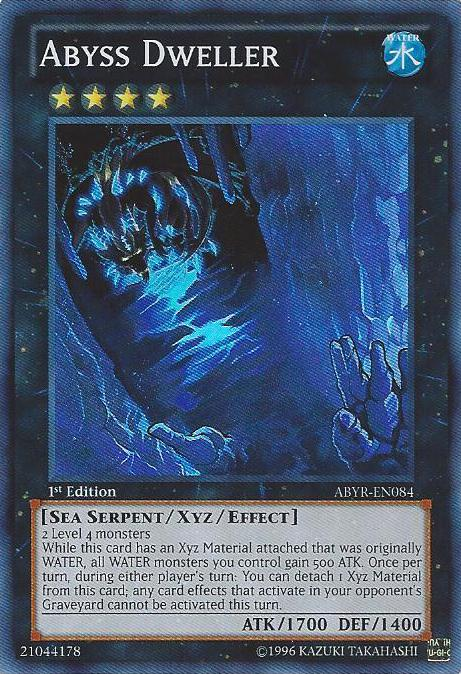 ABYSS DWELLER
WATER
水
1st Edition
ABYR-EN084
[SEA SERPENT/XYZ/EFFECT]
2 Level 4 monsters
While this card has an Xyz Material attached that was originally
WATER, all WATER monsters you control gain 500 ATK. Once per
turn, during either player's turn: You can detach 1 Xyz Material
from this card; any card effects that activate in your opponent's
Graveyard cannot be activated this turn.
ATK/1700 DEF/1400
21044178
©1996 KAZUKI TAKAHASHI